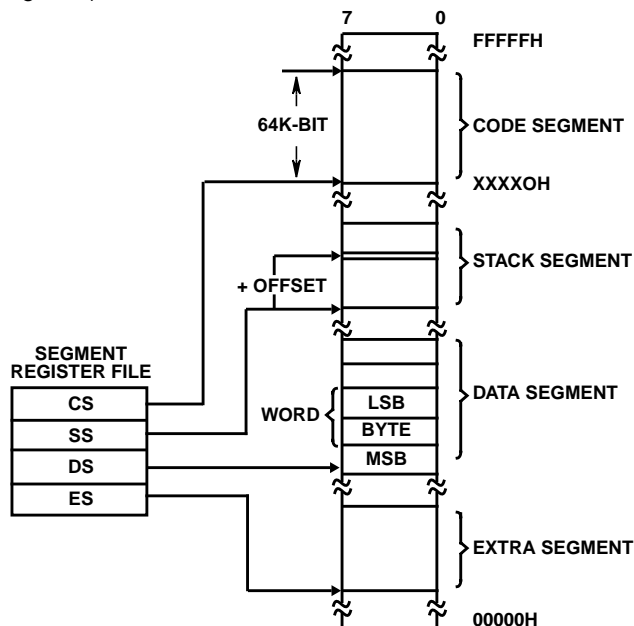 7 0
FFFFFH
64K-BIT
CODE SEGMENT
XXXXOH
STACK SEGMENT
+ OFFSET
SEGMENT
REGISTER FILE
CS
SS
DS
ES
WORD
LSB
BYTE
MSB
DATA SEGMENT
EXTRA SEGMENT
00000H